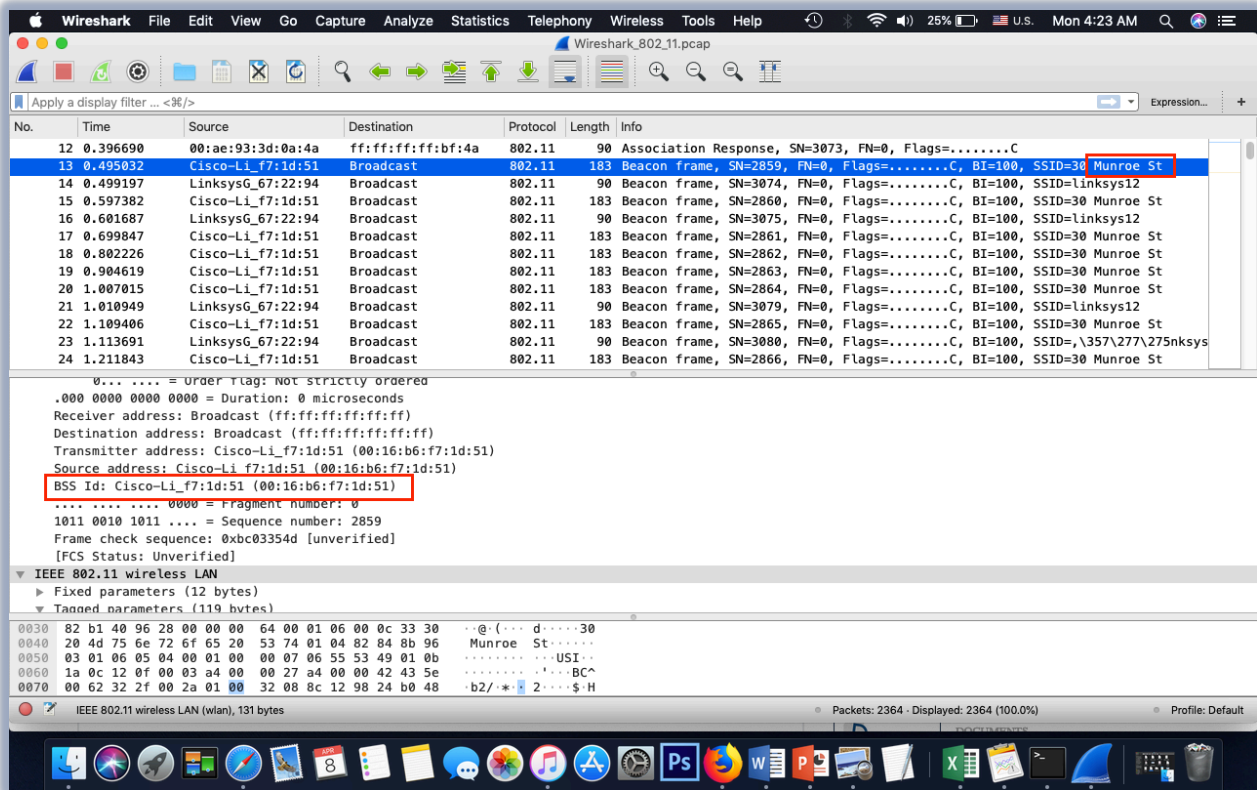 Wireshark File Edit View Go Capture Analyze Statistics Telephony Wireless Tools Help 25% U.S. Mon 4:23 AM
Wireshark_802_11.pcap
Apply a display filter ... <⌘/> Expression... +
No. Time Source Destination Protocol Length Info
12 0.396690 00:ae:93:3d:0a:4a ff:ff:ff:ff:bf:4a 802.11 90 Association Response, SN=3073, FN=0, Flags=........C
13 0.495032 Cisco-Li_f7:1d:51 Broadcast 802.11 183 Beacon frame, SN=2859, FN=0, Flags=........C, BI=100, SSID=30 Munroe St
14 0.499197 LinksysG_67:22:94 Broadcast 802.11 90 Beacon frame, SN=3074, FN=0, Flags=........C, BI=100, SSID=linksys12
15 0.597382 Cisco-Li_f7:1d:51 Broadcast 802.11 183 Beacon frame, SN=2860, FN=0, Flags=........C, BI=100, SSID=30 Munroe St
16 0.601687 LinksysG_67:22:94 Broadcast 802.11 90 Beacon frame, SN=3075, FN=0, Flags=........C, BI=100, SSID=linksys12
17 0.699847 Cisco-Li_f7:1d:51 Broadcast 802.11 183 Beacon frame, SN=2861, FN=0, Flags=........C, BI=100, SSID=30 Munroe St
18 0.802226 Cisco-Li_f7:1d:51 Broadcast 802.11 183 Beacon frame, SN=2862, FN=0, Flags=........C, BI=100, SSID=30 Munroe St
19 0.904619 Cisco-Li_f7:1d:51 Broadcast 802.11 183 Beacon frame, SN=2863, FN=0, Flags=........C, BI=100, SSID=30 Munroe St
20 1.007015 Cisco-Li_f7:1d:51 Broadcast 802.11 183 Beacon frame, SN=2864, FN=0, Flags=........C, BI=100, SSID=30 Munroe St
21 1.010949 LinksysG_67:22:94 Broadcast 802.11 90 Beacon frame, SN=3079, FN=0, Flags=........C, BI=100, SSID=linksys12
22 1.109406 Cisco-Li_f7:1d:51 Broadcast 802.11 183 Beacon frame, SN=2865, FN=0, Flags=........C, BI=100, SSID=30 Munroe St
23 1.113691 LinksysG_67:22:94 Broadcast 802.11 90 Beacon frame, SN=3080, FN=0, Flags=........C, BI=100, SSID=,\357\277\275nksys
24 1.211843 Cisco-Li_f7:1d:51 Broadcast 802.11 183 Beacon frame, SN=2866, FN=0, Flags=........C, BI=100, SSID=30 Munroe St
0... .... = Order flag: Not strictly ordered
.000 0000 0000 0000 = Duration: 0 microseconds
Receiver address: Broadcast (ff:ff:ff:ff:ff:ff)
Destination address: Broadcast (ff:ff:ff:ff:ff:ff)
Transmitter address: Cisco-Li_f7:1d:51 (00:16:b6:f7:1d:51)
Source address: Cisco-Li_f7:1d:51 (00:16:b6:f7:1d:51)
BSS Id: Cisco-Li_f7:1d:51 (00:16:b6:f7:1d:51)
.... .... .... 0000 = Fragment number: 0
1011 0010 1011 .... = Sequence number: 2859
Frame check sequence: 0xbc03354d [unverified]
[FCS Status: Unverified]
IEEE 802.11 wireless LAN
Fixed parameters (12 bytes)
Tagged parameters (119 bytes)
0030 82 b1 40 96 28 00 00 00 64 00 01 06 00 0c 33 30 ··@·(··· d·····30
0040 20 4d 75 6e 72 6f 65 20 53 74 01 04 82 84 8b 96 Munroe St······
0050 03 01 06 05 04 00 01 00 00 07 06 55 53 49 01 0b ········ ···USI··
0060 1a 0c 12 0f 00 03 a4 00 00 27 a4 00 00 42 43 5e ········ ·'···BC^
0070 00 62 32 2f 00 2a 01 00 32 08 8c 12 98 24 b0 48 ·b2/·*·· 2····$·H
IEEE 802.11 wireless LAN (wlan), 131 bytes Packets: 2364 · Displayed: 2364 (100.0%) Profile: Default
DOCUMENTS
APR
8
Ps W P X